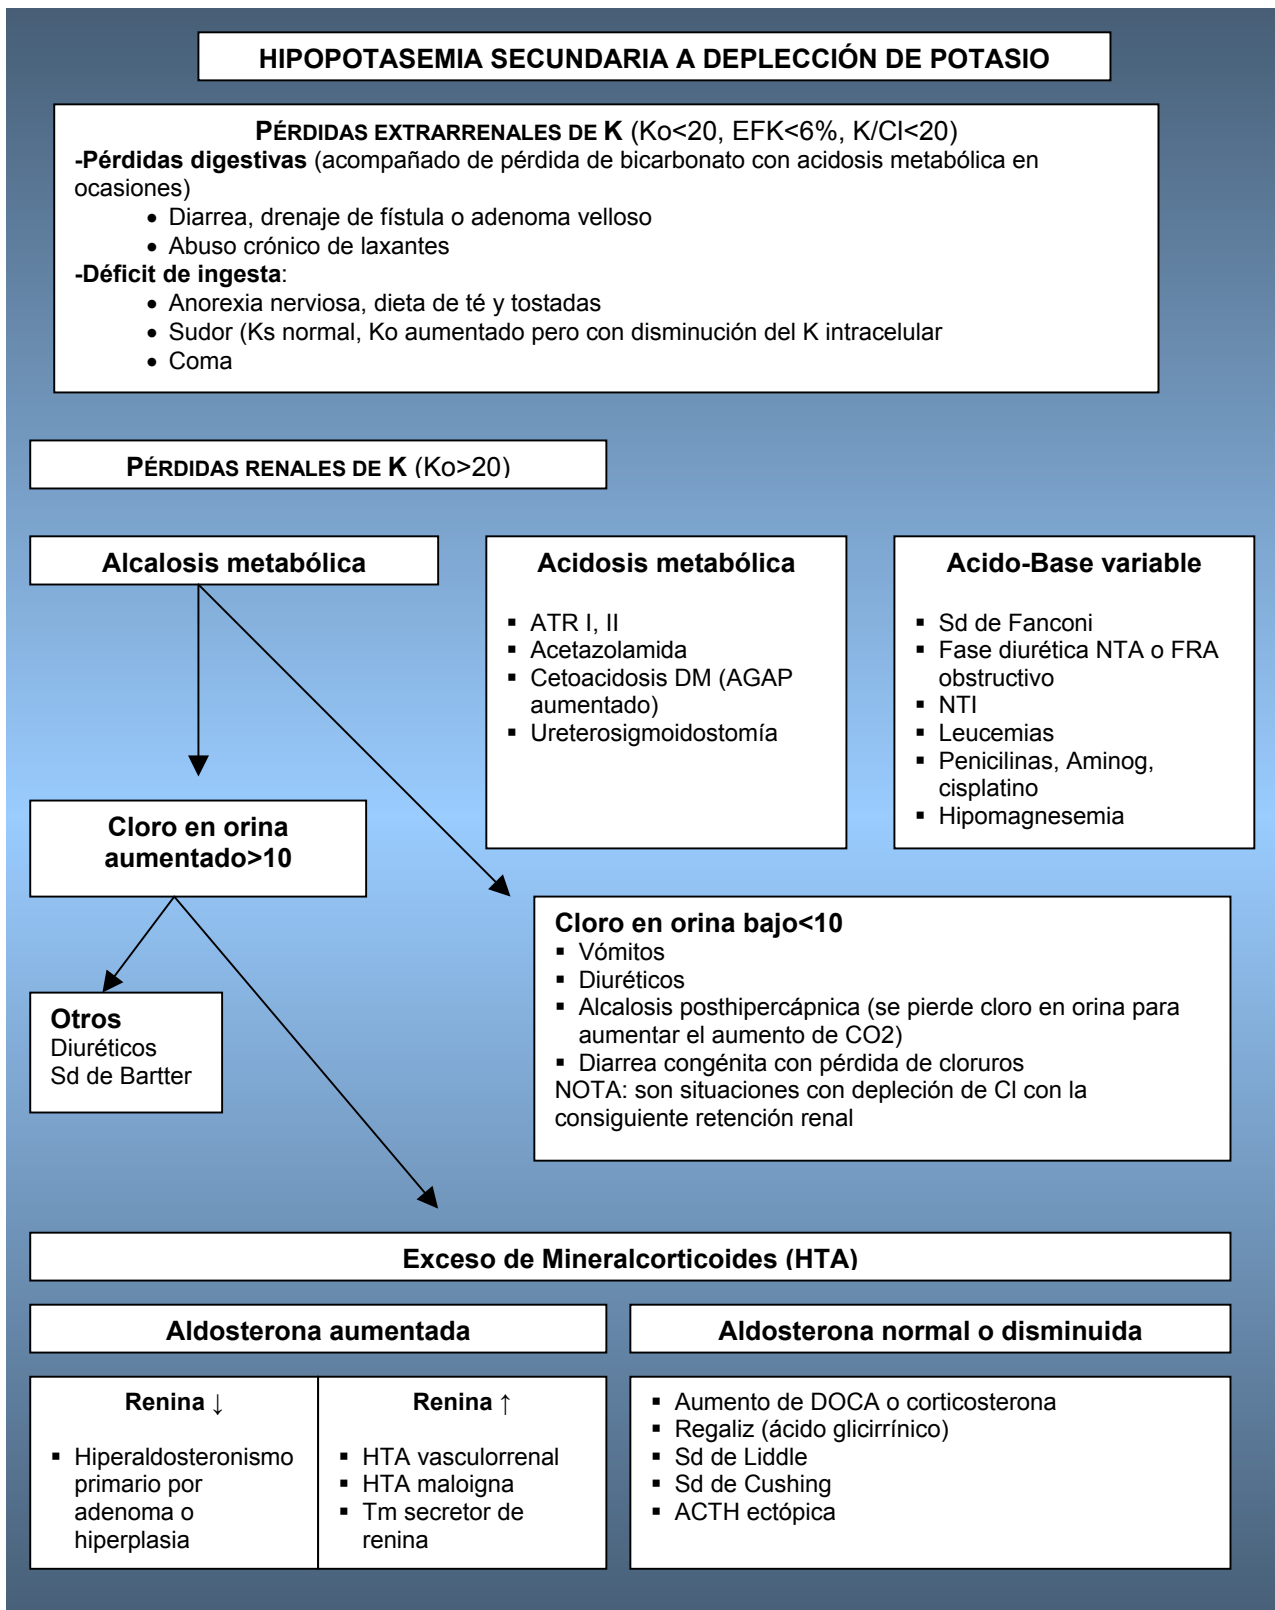 HIPOPOTASEMIA SECUNDARIA A DEPLECCIÓN DE POTASIO
PÉRDIDAS EXTRARRENALES DE K (Ko<20, EFK<6%, K/Cl<20)
-Pérdidas digestivas (acompañado de pérdida de bicarbonato con acidosis metabólica en
ocasiones)
• Diarrea, drenaje de fístula o adenoma velloso
• Abuso crónico de laxantes
-Déficit de ingesta:
• Anorexia nerviosa, dieta de té y tostadas
• Sudor (Ks normal, Ko aumentado pero con disminución del K intracelular
• Coma
PÉRDIDAS RENALES DE K (Ko>20)
Alcalosis metabólica
Acidosis metabólica
▪ ATR I, II
▪ Acetazolamida
▪ Cetoacidosis DM (AGAP
aumentado)
▪ Ureterosigmoidostomía
Acido-Base variable
▪ Sd de Fanconi
▪ Fase diurética NTA o FRA
obstructivo
▪ NTI
▪ Leucemias
▪ Penicilinas, Aminog,
cisplatino
▪ Hipomagnesemia
Cloro en orina
aumentado>10
Cloro en orina bajo<10
▪ Vómitos
▪ Diuréticos
▪ Alcalosis posthipercápnica (se pierde cloro en orina para
aumentar el aumento de CO2)
▪ Diarrea congénita con pérdida de cloruros
NOTA: son situaciones con depleción de Cl con la
consiguiente retención renal
Otros
Diuréticos
Sd de Bartter
Exceso de Mineralcorticoides (HTA)
Aldosterona aumentada
Renina ↓
▪ Hiperaldosteronismo
primario por
adenoma o
hiperplasia
Renina ↑
▪ HTA vasculorrenal
▪ HTA maloigna
▪ Tm secretor de
renina
Aldosterona normal o disminuida
▪ Aumento de DOCA o corticosterona
▪ Regaliz (ácido glicirrínico)
▪ Sd de Liddle
▪ Sd de Cushing
▪ ACTH ectópica